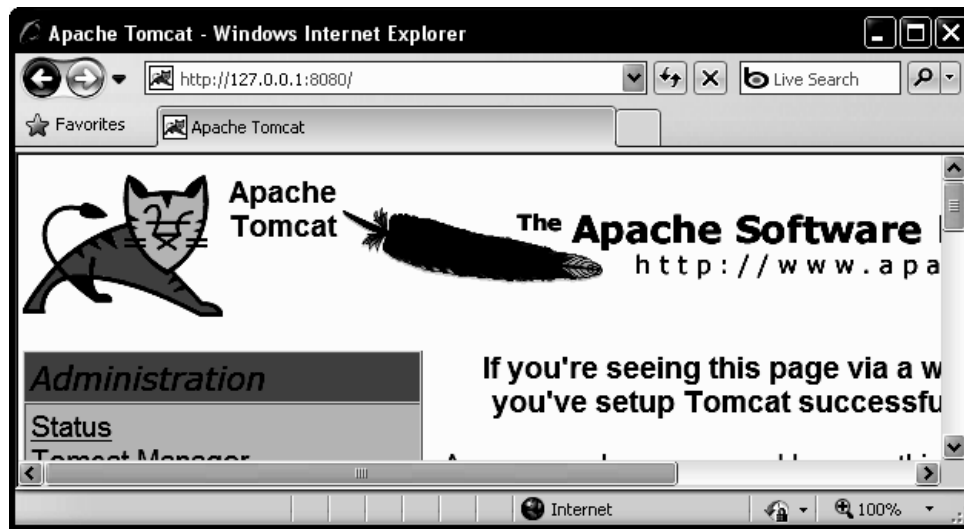 Apache Tomcat - Windows Internet Explorer
http://127.0.0.1:8080/
Live Search
Favorites
Apache Tomcat
Apache
Tomcat
The Apache Software
http://www.apa
Administration
If you're seeing this page via a w
you've setup Tomcat successfu
Status
Tomcat Manager
Internet
100%